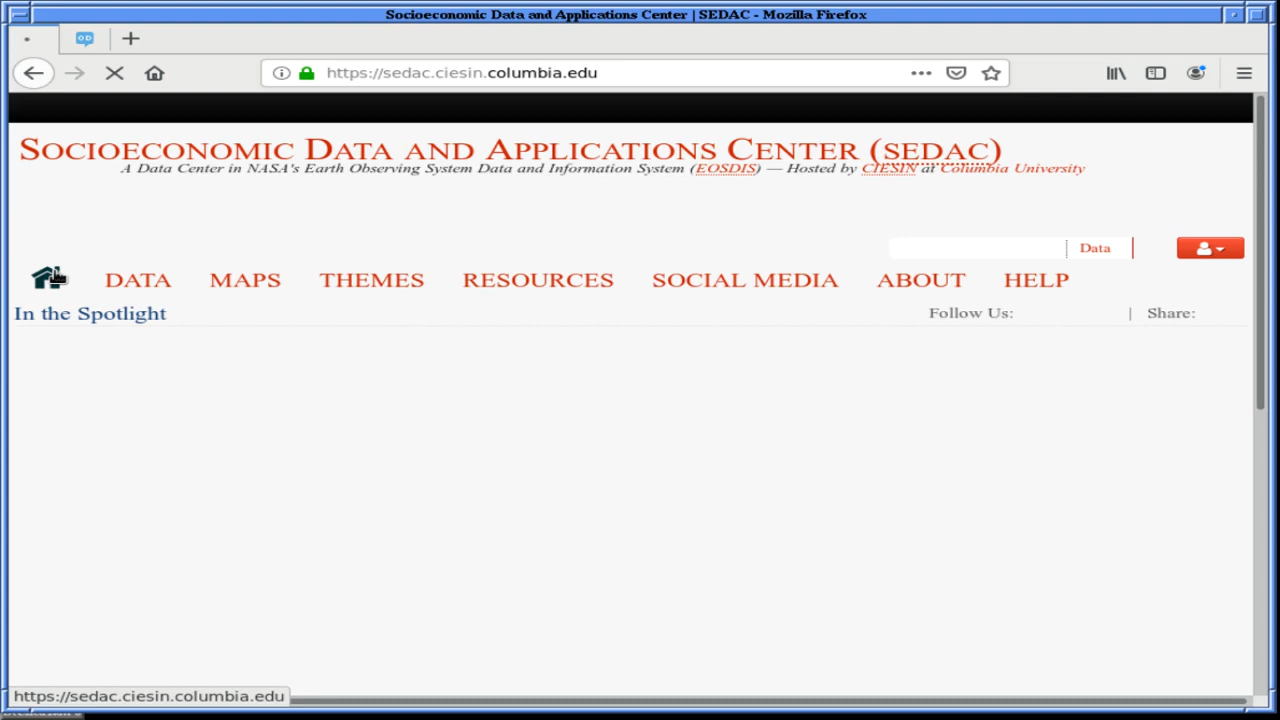 Socioeconomic Data and Applications Center | SEDAC - Mozilla Firefox
https://sedac.ciesin.columbia.edu
SOCIOECONOMIC DATA AND APPLICATIONS CENTER (SEDAC)
A Data Center in NASA's Earth Observing System Data and Information System (EOSDIS) — Hosted by CIESIN at Columbia University
Data
DATA MAPS THEMES RESOURCES SOCIAL MEDIA ABOUT HELP
In the Spotlight Follow Us: | Share:
https://sedac.ciesin.columbia.edu